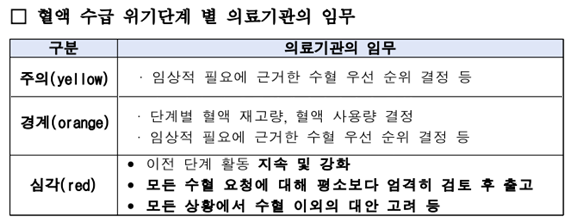 □ 혈액 수급 위기단계 별 의료기관의 임무
구분 의료기관의 임무
주의(yellow) · 임상적 필요에 근거한 수혈 우선 순위 결정 등
경계(orange) · 단계별 혈액 재고량, 혈액 사용량 결정
· 임상적 필요에 근거한 수혈 우선 순위 결정 등
심각(red) • 이전 단계 활동 지속 및 강화
• 모든 수혈 요청에 대해 평소보다 엄격히 검토 후 출고
• 모든 상황에서 수혈 이외의 대안 고려 등